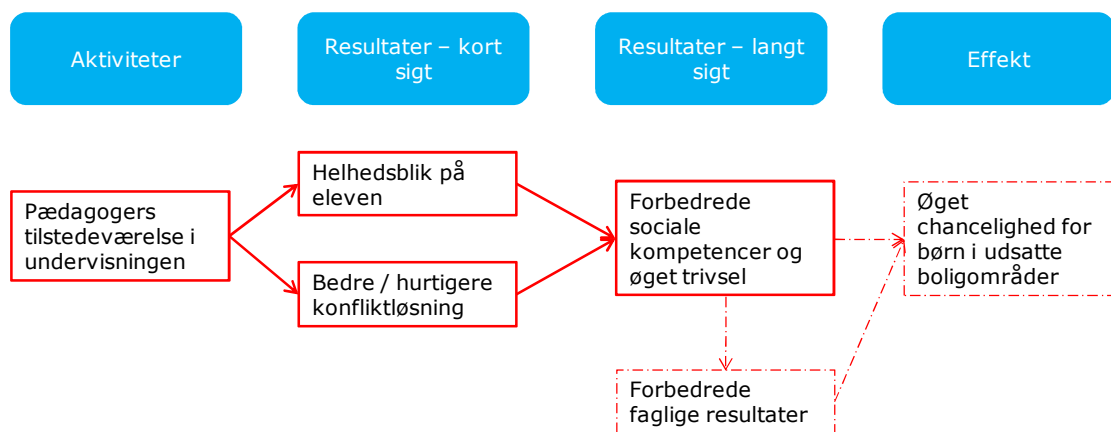 Aktiviteter
Resultater – kort
sigt
Resultater – langt
sigt
Effekt
Pædagogers
tilstedeværelse i
undervisningen
Helhedsblik på
eleven
Bedre / hurtigere
konfliktløsning
Forbedrede
sociale
kompetencer og
øget trivsel
Forbedrede
faglige resultater
Øget
chancelighed for
børn i udsatte
boligområder